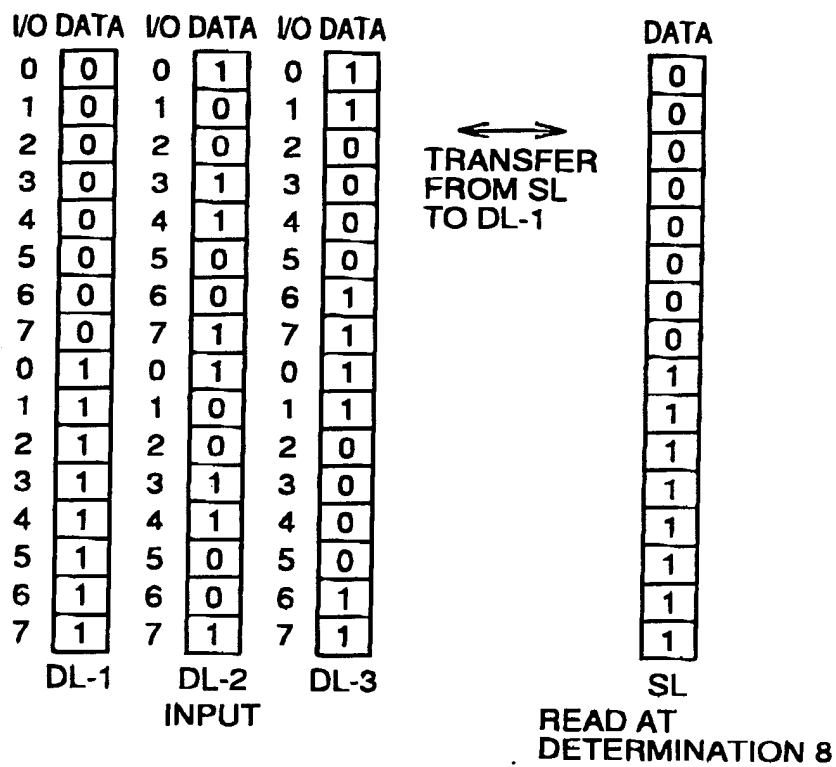 I/O DATA I/O DATA I/O DATA DATA
0 0 0 1 0 1 0
1 0 1 0 1 1 0
2 0 2 0 2 0 0
3 0 3 1 3 0 0
4 0 4 1 4 0 0
5 0 5 0 5 0 0
6 0 6 0 6 1 0
7 0 7 1 7 1 0
0 1 0 1 0 1 1
1 1 1 0 1 1 1
2 1 2 0 2 0 1
3 1 3 1 3 0 1
4 1 4 1 4 0 1
5 1 5 0 5 0 1
6 1 6 0 6 1 1
7 1 7 1 7 1 1
TRANSFER
FROM SL
TO DL-1
DL-1 DL-2 DL-3 SL
INPUT
READ AT
DETERMINATION 8